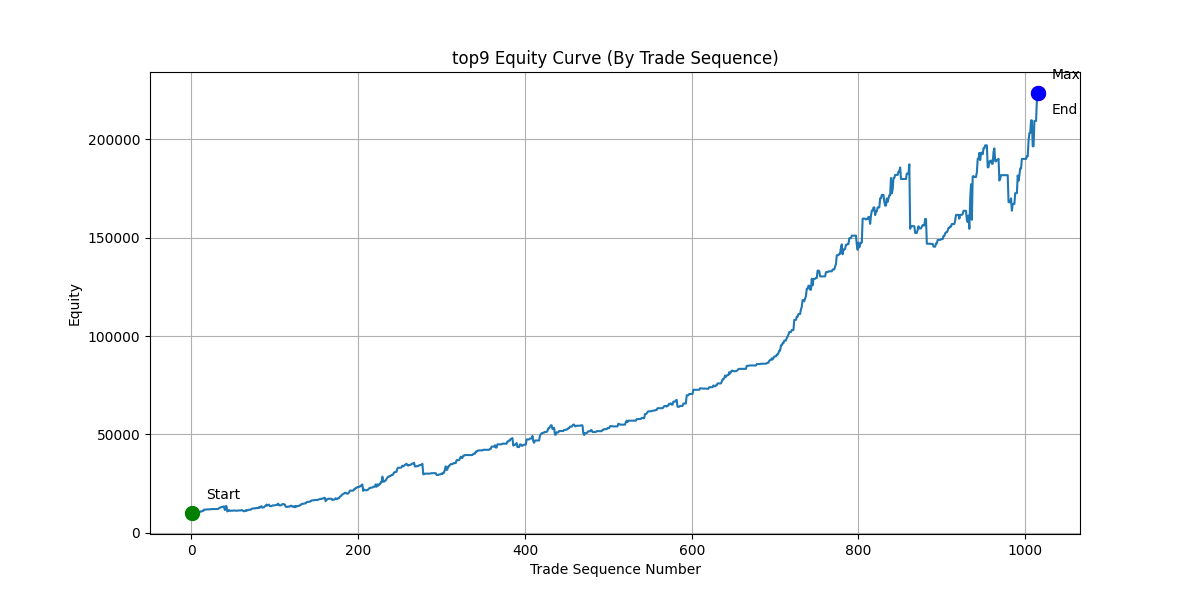 top9 Equity Curve (By Trade Sequence)
Max
End
Start
Equity
200000
150000
100000
50000
0
0 200 400 600 800 1000
Trade Sequence Number